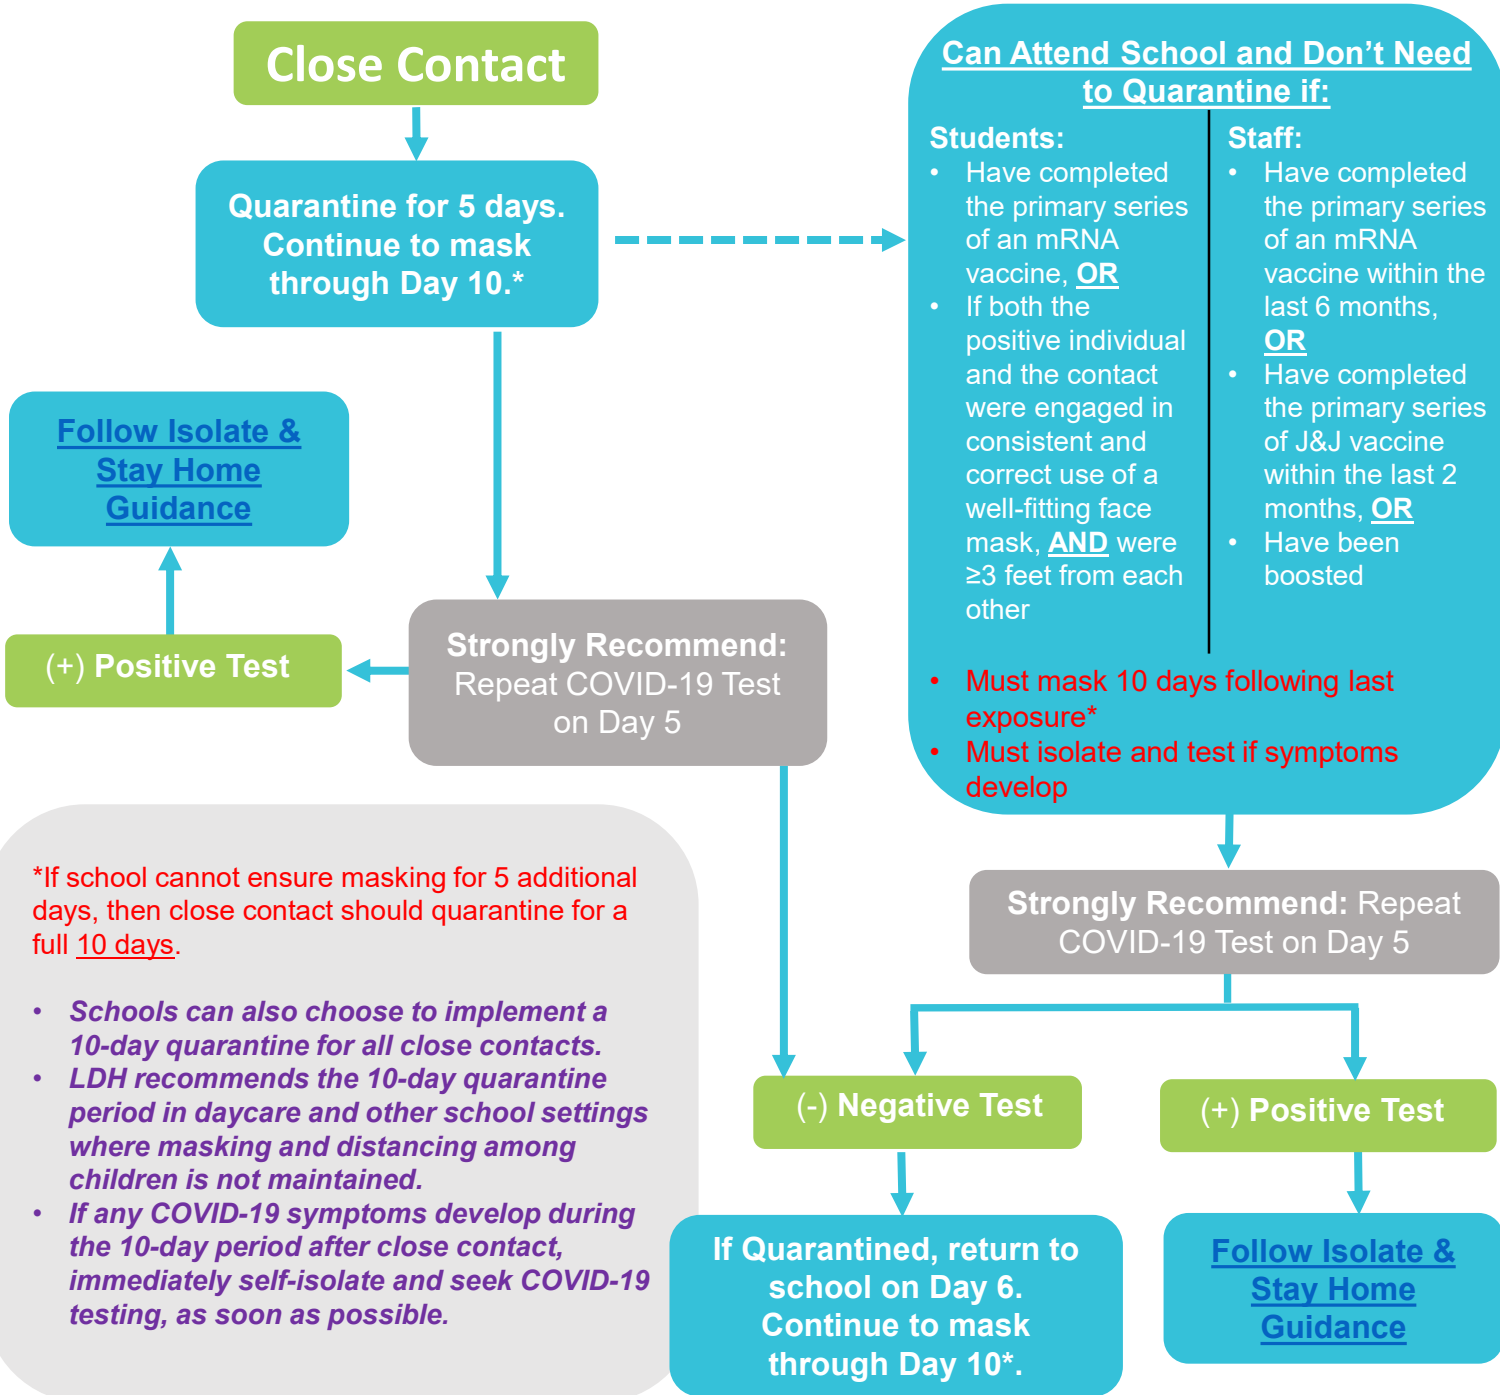 Close Contact
Quarantine for 5 days.
Continue to mask
through Day 10.*
Can Attend School and Don’t Need
to Quarantine if:
Students:
• Have completed
the primary series
of an mRNA
vaccine, OR
• If both the
positive individual
and the contact
were engaged in
consistent and
correct use of a
well-fitting face
mask, AND were
≥3 feet from each
other
Staff:
• Have completed
the primary series
of an mRNA
vaccine within the
last 6 months,
OR
• Have completed
the primary series
of J&J vaccine
within the last 2
months, OR
• Have been
boosted
• Must mask 10 days following last
exposure*
• Must isolate and test if symptoms
develop
Follow Isolate &
Stay Home
Guidance
(+) Positive Test
Strongly Recommend:
Repeat COVID-19 Test
on Day 5
*If school cannot ensure masking for 5 additional
days, then close contact should quarantine for a
full 10 days.
• Schools can also choose to implement a
10-day quarantine for all close contacts.
• LDH recommends the 10-day quarantine
period in daycare and other school settings
where masking and distancing among
children is not maintained.
• If any COVID-19 symptoms develop during
the 10-day period after close contact,
immediately self-isolate and seek COVID-19
testing, as soon as possible.
Strongly Recommend: Repeat
COVID-19 Test on Day 5
(-) Negative Test
(+) Positive Test
If Quarantined, return to
school on Day 6.
Continue to mask
through Day 10*.
Follow Isolate &
Stay Home
Guidance